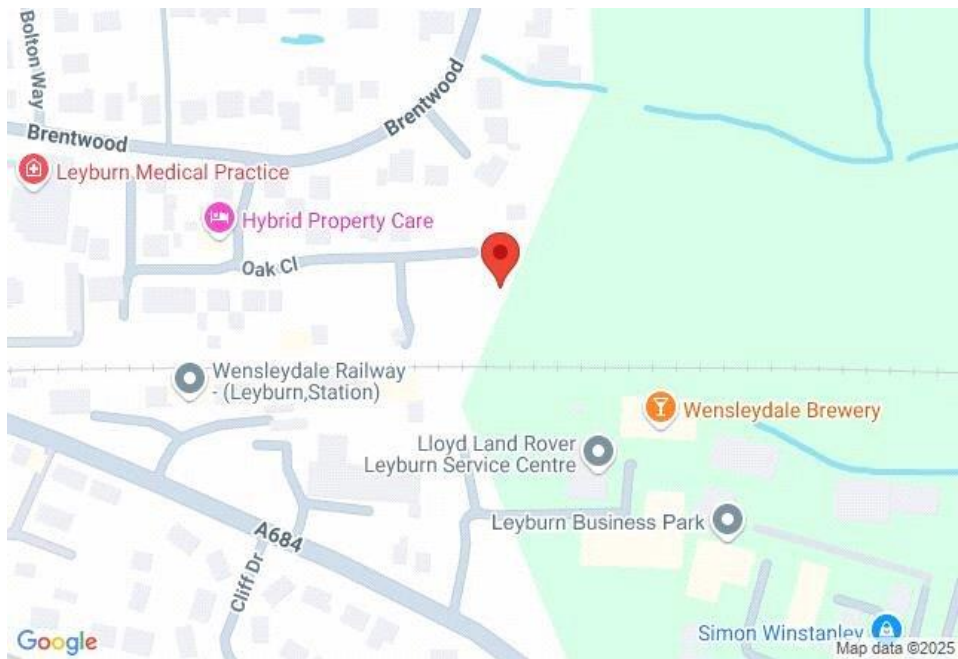 Bolton Way
Brentwood
Brentwood
Leyburn Medical Practice
Hybrid Property Care
Oak Cl
Wensleydale Railway
- (Leyburn,Station)
Wensleydale Brewery
Lloyd Land Rover
Leyburn Service Centre
Leyburn Business Park
A684
Cliff Dr
Simon Winstanley
Google
Map data ©2025